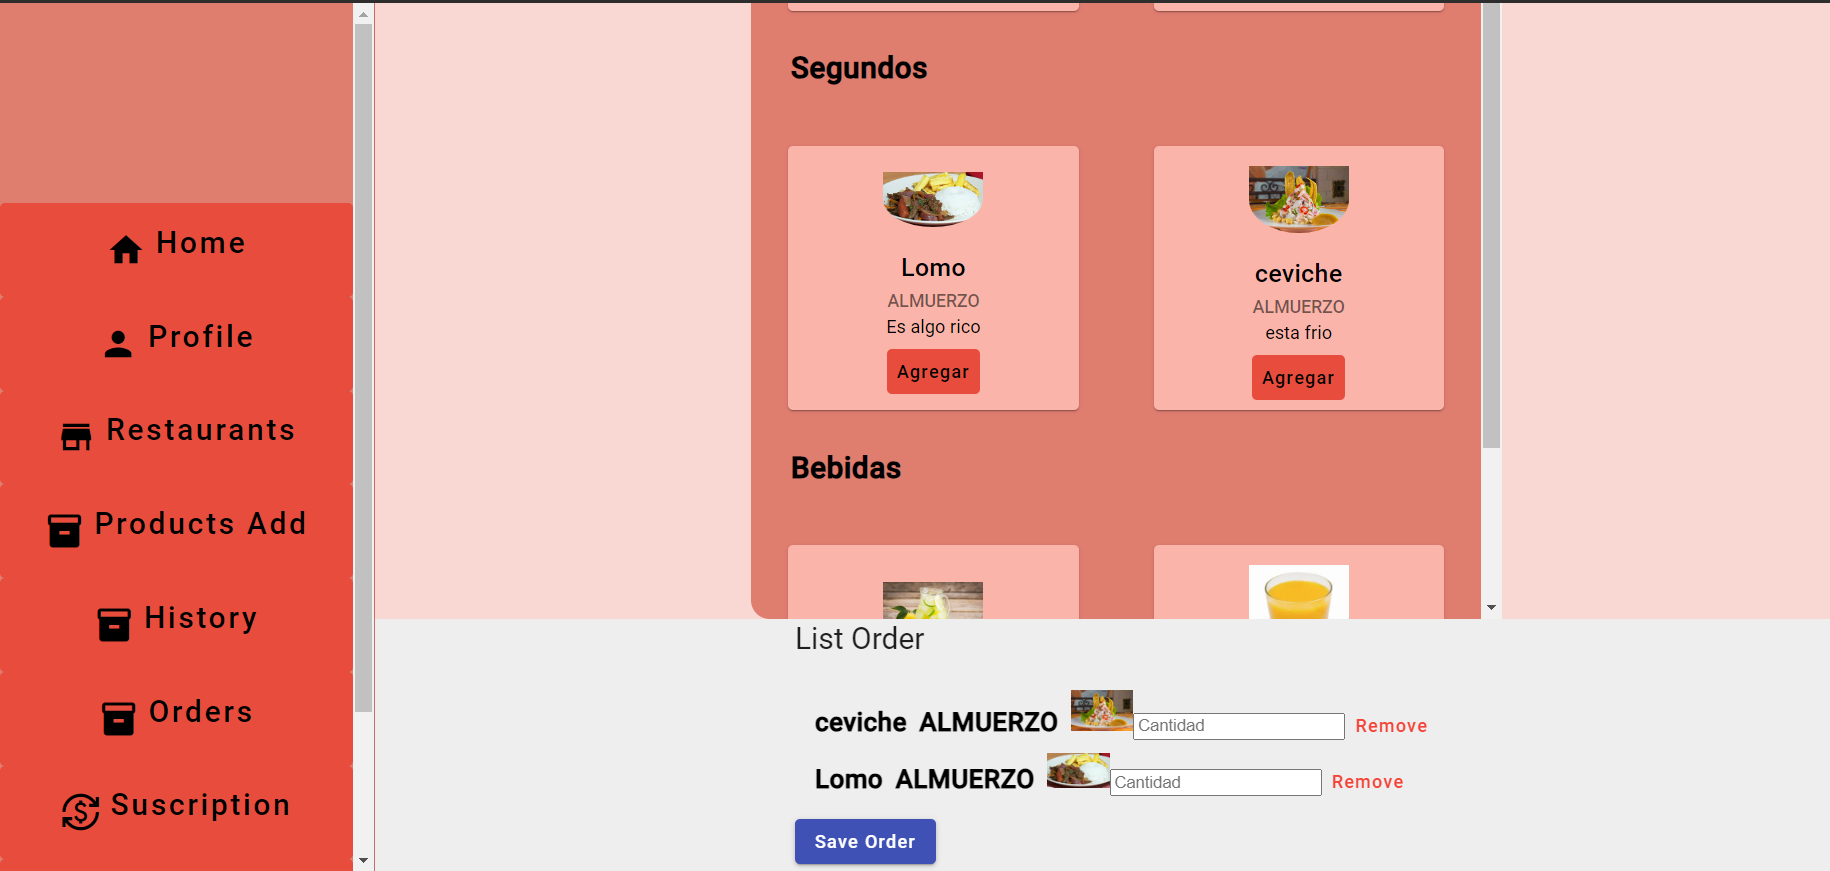 Home
Profile
Restaurants
Products Add
History
Orders
Suscription
Segundos
Lomo
ALMUERZO
Es algo rico
Agregar
ceviche
ALMUERZO
esta frio
Agregar
Bebidas
List Order
ceviche ALMUERZO Cantidad Remove
Lomo ALMUERZO Cantidad Remove
Save Order